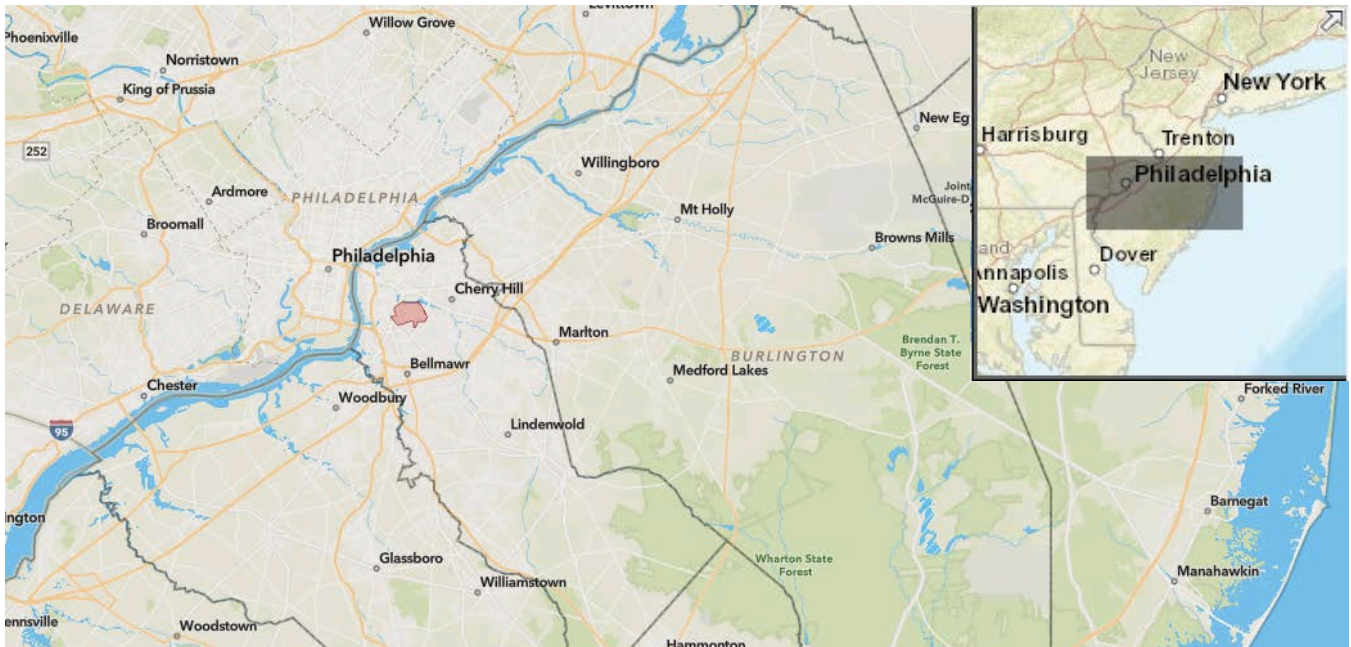 Levittown
Willow Grove
Phoenixville
Norristown
King of Prussia
252
New Eg
Willingboro
Ardmore
PHILADELPHIA
Joint
McGuire-D
Mt Holly
Broomall
Browns Mills
Philadelphia
Cherry Hill
DELAWARE
Marlton
Brendan T.
Byrne State
Forest
BURLINGTON
Bellmawr
Medford Lakes
Chester
Woodbury
Forked River
95
Lindenwold
ington
Barnegat
Glassboro
Wharton State
Forest
Manahawkin
Williamstown
ennsville
Woodstown
Hammonton
New
Jersey
New York
Harrisburg
Trenton
Philadelphia
and
Dover
Annapolis
Washington